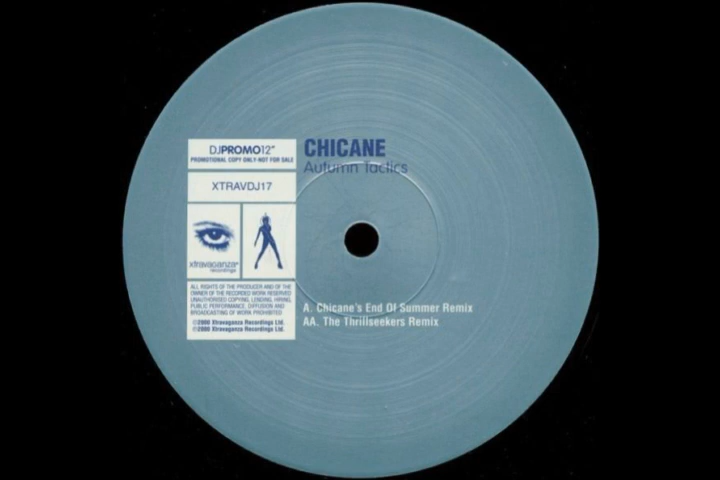 DJPROMO12"
PROMOTIONAL COPY ONLY-NOT FOR SALE
XTRAVDJ17
xtravaganza
recordings
ALL RIGHTS OF THE PRODUCER AND OF THE
OWNER OF THE RECORDED WORK RESERVED
UNAUTHORISED COPYING, LENDING, HIRING,
PUBLIC PERFORMANCE, DIFFUSION AND
BROADCASTING OF WORK PROHIBITED
©2000 Xtravaganza Recordings Ltd.
℗2000 Xtravaganza Recordings Ltd.
CHICANE
Autumn Tactics
A. Chicane's End Of Summer Remix
AA. The Thrillseekers Remix